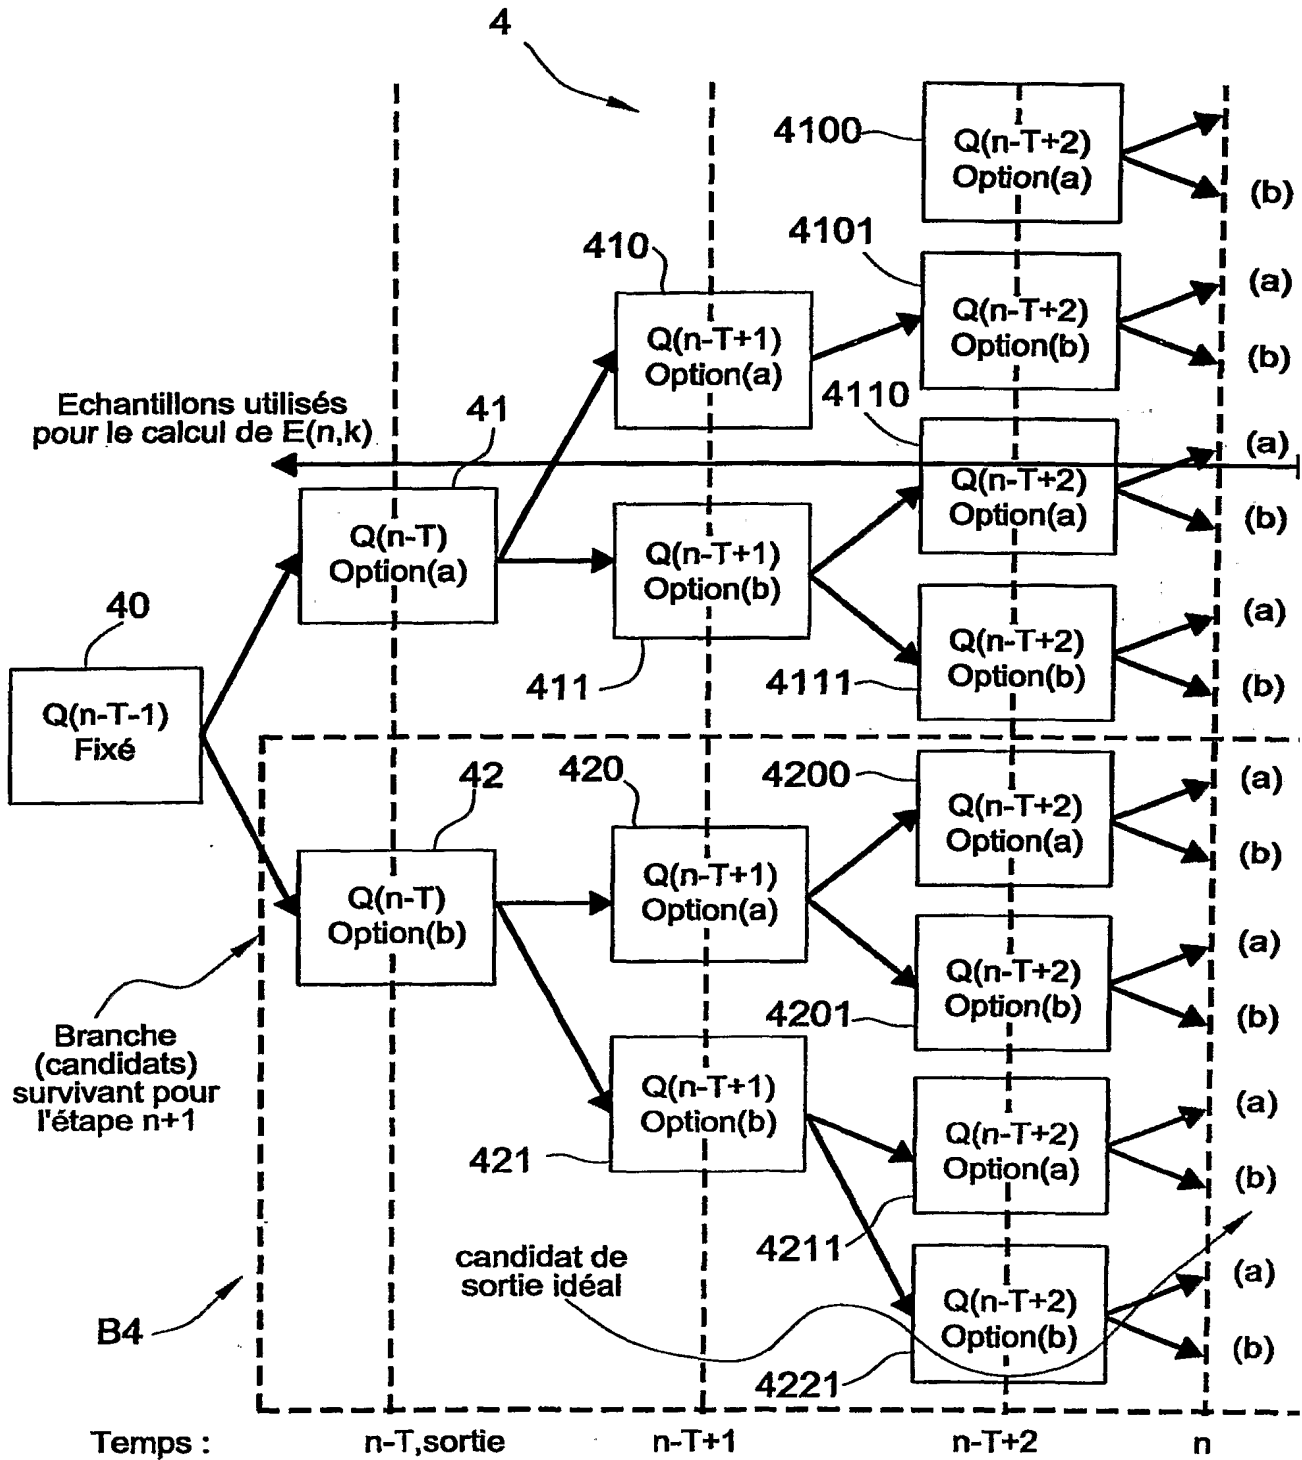 4
4100
Q(n-T+2)
Option(a)
(b)
4101
410
Q(n-T+2)
Option(b)
(a)
(b)
Q(n-T+1)
Option(a)
Echantillons utilisés
pour le calcul de E(n,k)
41
4110
Q(n-T+2)
Option(a)
(a)
(b)
Q(n-T)
Option(a)
Q(n-T+1)
Option(b)
411
40
Q(n-T-1)
Fixé
4111
Q(n-T+2)
Option(b)
(a)
(b)
42
420
4200
Q(n-T+2)
Option(a)
(a)
(b)
Q(n-T)
Option(b)
Q(n-T+1)
Option(a)
4201
Q(n-T+2)
Option(b)
(a)
(b)
Branche
(candidats)
survivant pour
l'étape n+1
Q(n-T+1)
Option(b)
421
4211
Q(n-T+2)
Option(a)
(a)
(b)
candidat de
sortie idéal
B4
4221
Q(n-T+2)
Option(b)
(a)
(b)
Temps : n-T,sortie n-T+1 n-T+2 n